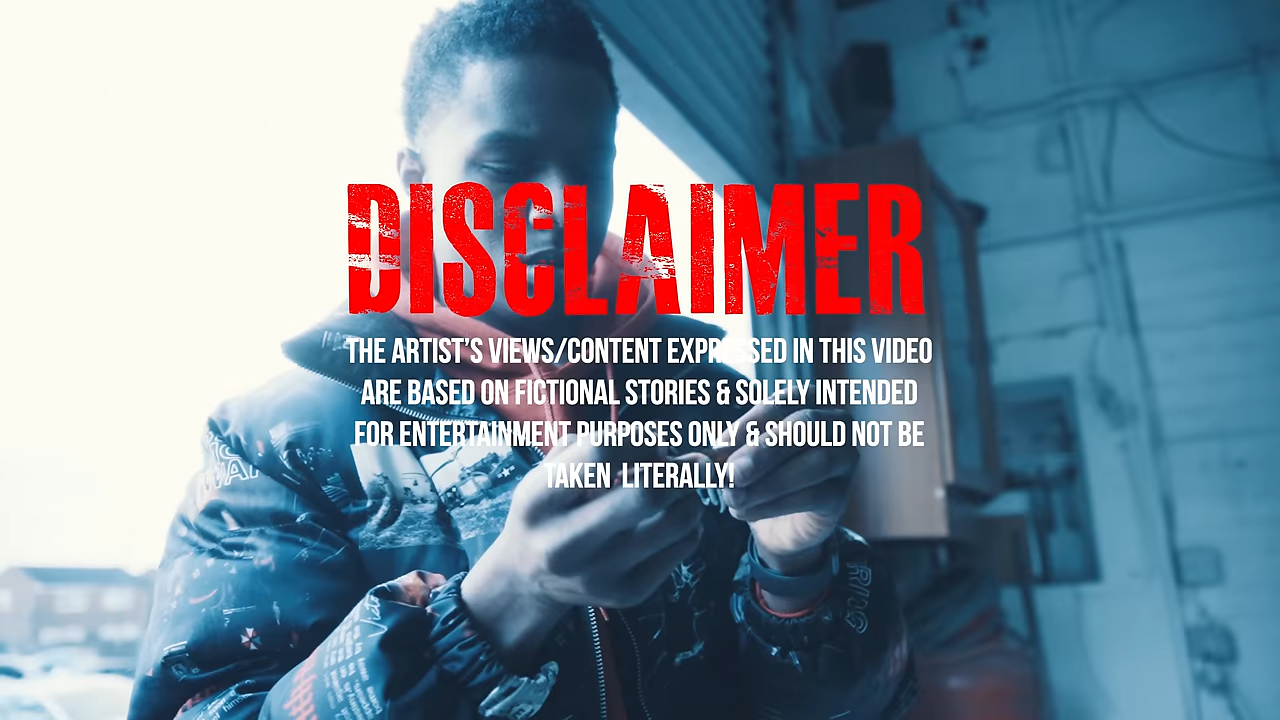 DISCLAIMER
THE ARTIST'S VIEWS/CONTENT EXPRESSED IN THIS VIDEO
ARE BASED ON FICTIONAL STORIES & SOLELY INTENDED
FOR ENTERTAINMENT PURPOSES ONLY & SHOULD NOT BE
TAKEN LITERALLY!